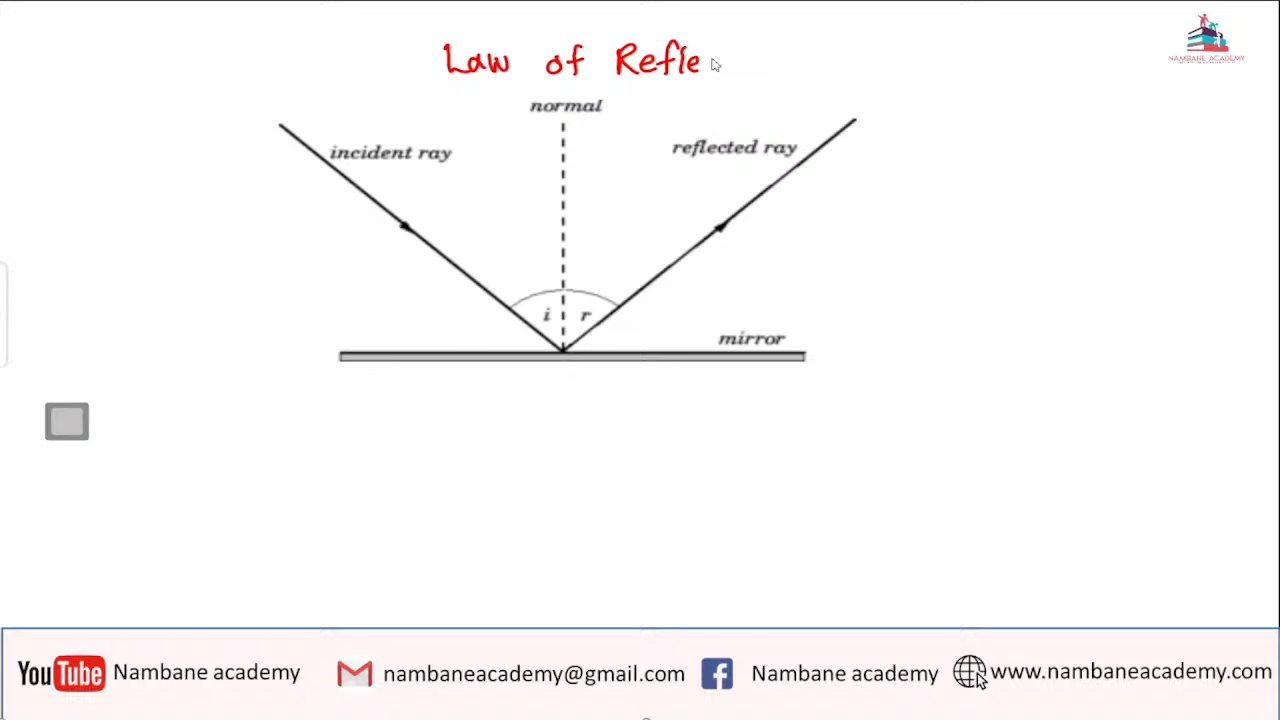 Law of Refle
NAMBANE ACADEMY
normal
incident ray
reflected ray
i r
mirror
YouTube Nambane academy nambaneacademy@gmail.com f Nambane academy www.nambaneacademy.com